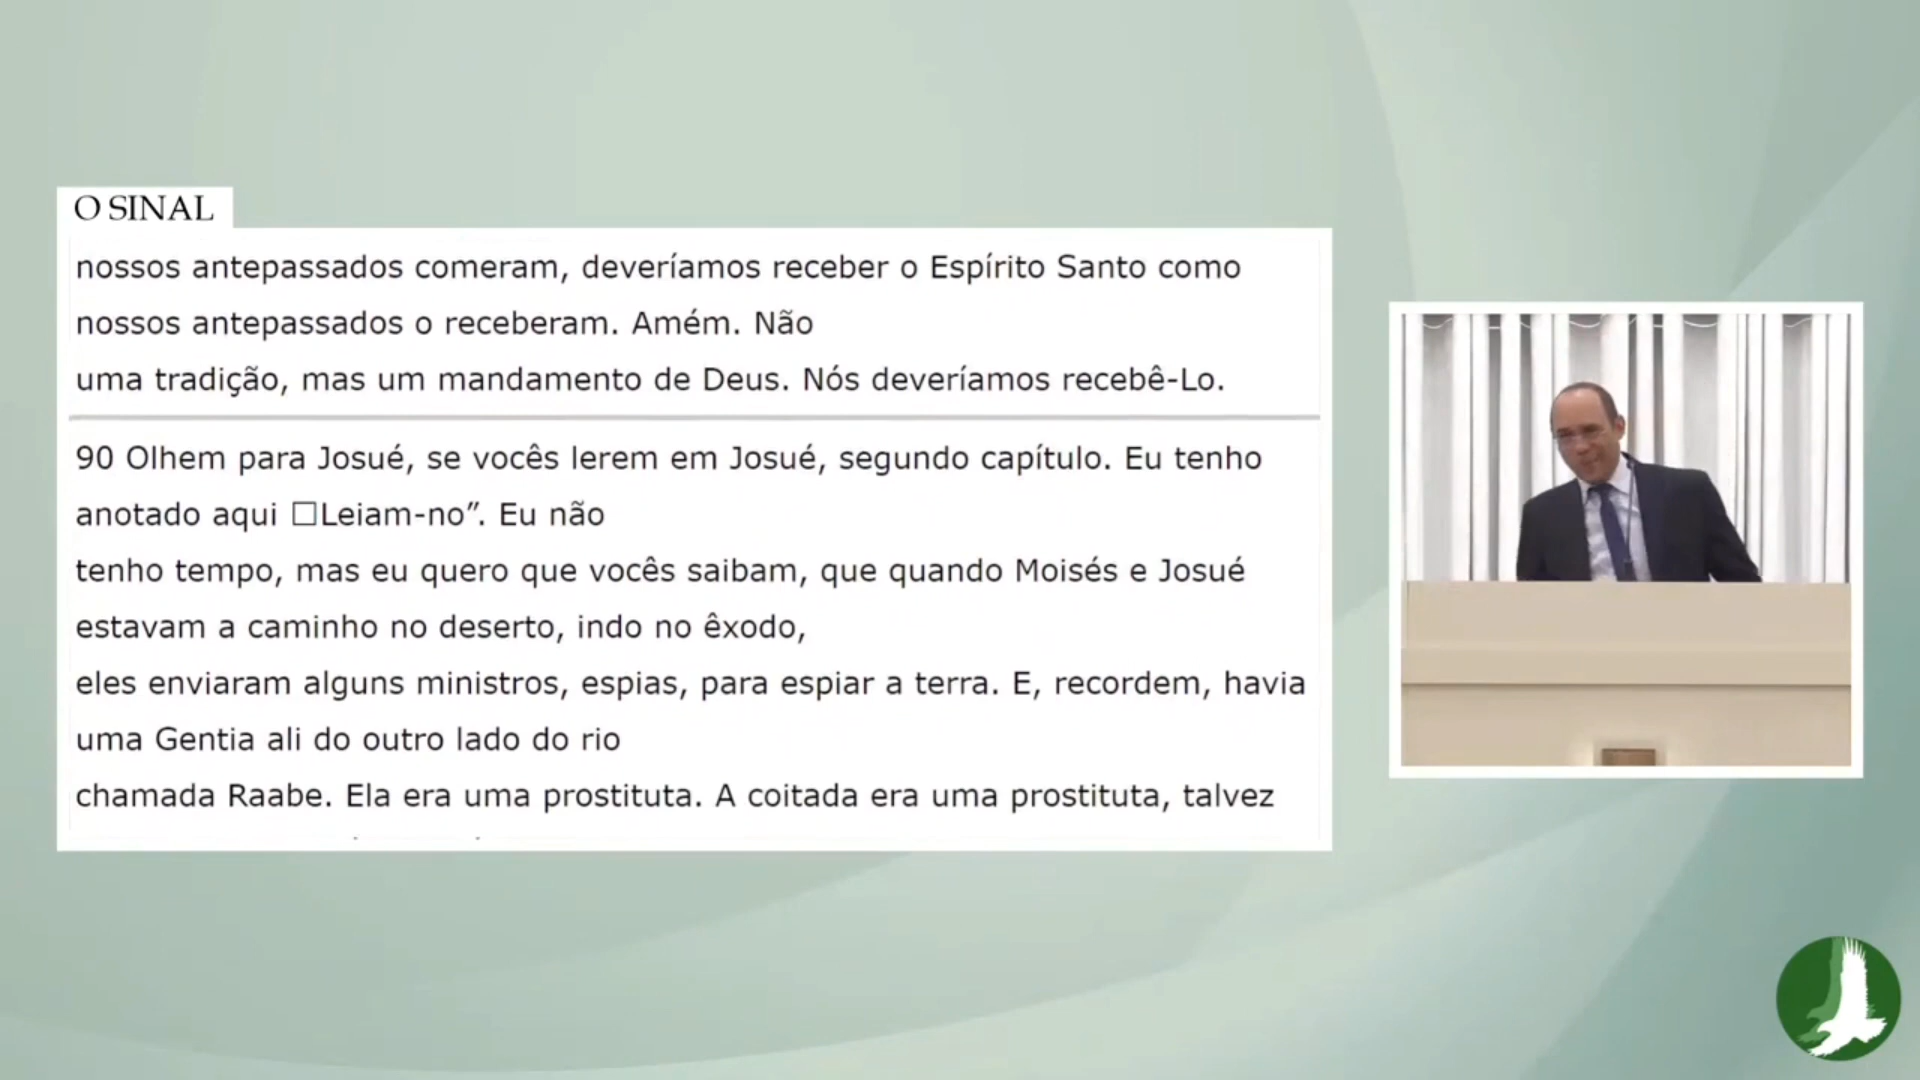 O SINAL
nossos antepassados comeram, deveríamos receber o Espírito Santo como
nossos antepassados o receberam. Amém. Não
uma tradição, mas um mandamento de Deus. Nós deveríamos recebê-Lo.
90 Olhem para Josué, se vocês lerem em Josué, segundo capítulo. Eu tenho
anotado aqui □Leiam-no”. Eu não
tenho tempo, mas eu quero que vocês saibam, que quando Moisés e Josué
estavam a caminho no deserto, indo no êxodo,
eles enviaram alguns ministros, espias, para espiar a terra. E, recordem, havia
uma Gentia ali do outro lado do rio
chamada Raabe. Ela era uma prostituta. A coitada era uma prostituta, talvez